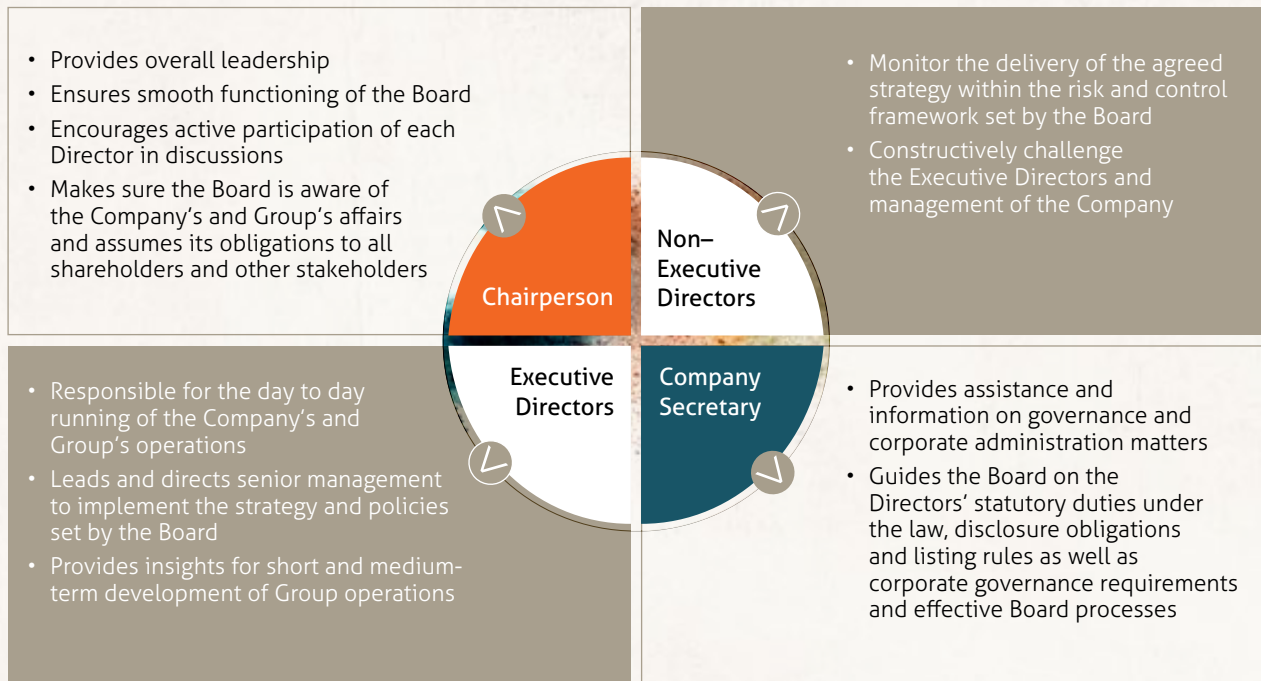 • Provides overall leadership
• Ensures smooth functioning of the Board
• Encourages active participation of each
Director in discussions
• Makes sure the Board is aware of
the Company’s and Group’s affairs
and assumes its obligations to all
shareholders and other stakeholders
Chairperson
• Monitor the delivery of the agreed
strategy within the risk and control
framework set by the Board
• Constructively challenge
the Executive Directors and
management of the Company
Non–
Executive
Directors
• Responsible for the day to day
running of the Company’s and
Group’s operations
• Leads and directs senior management
to implement the strategy and policies
set by the Board
• Provides insights for short and medium-
term development of Group operations
Executive
Directors
Company
Secretary
• Provides assistance and
information on governance and
corporate administration matters
• Guides the Board on the
Directors’ statutory duties under
the law, disclosure obligations
and listing rules as well as
corporate governance requirements
and effective Board processes